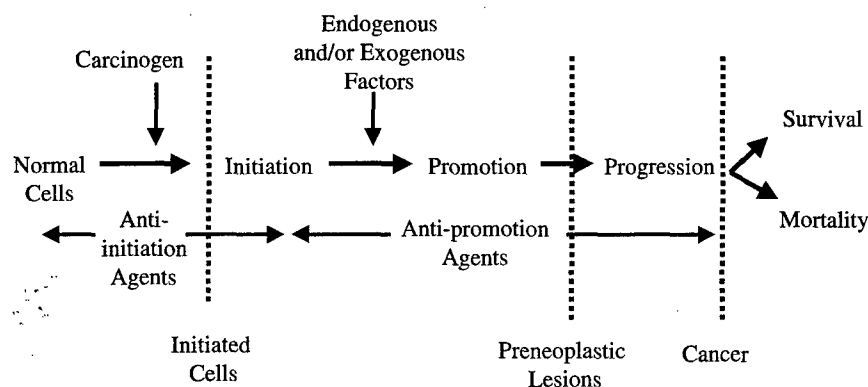 Endogenous
and/or Exogenous
Factors
Carcinogen
Survival
Normal
Cells
Initiation
Promotion
Progression
Mortality
Anti-
initiation
Agents
Anti-promotion
Agents
Initiated
Cells
Preneoplastic
Lesions
Cancer